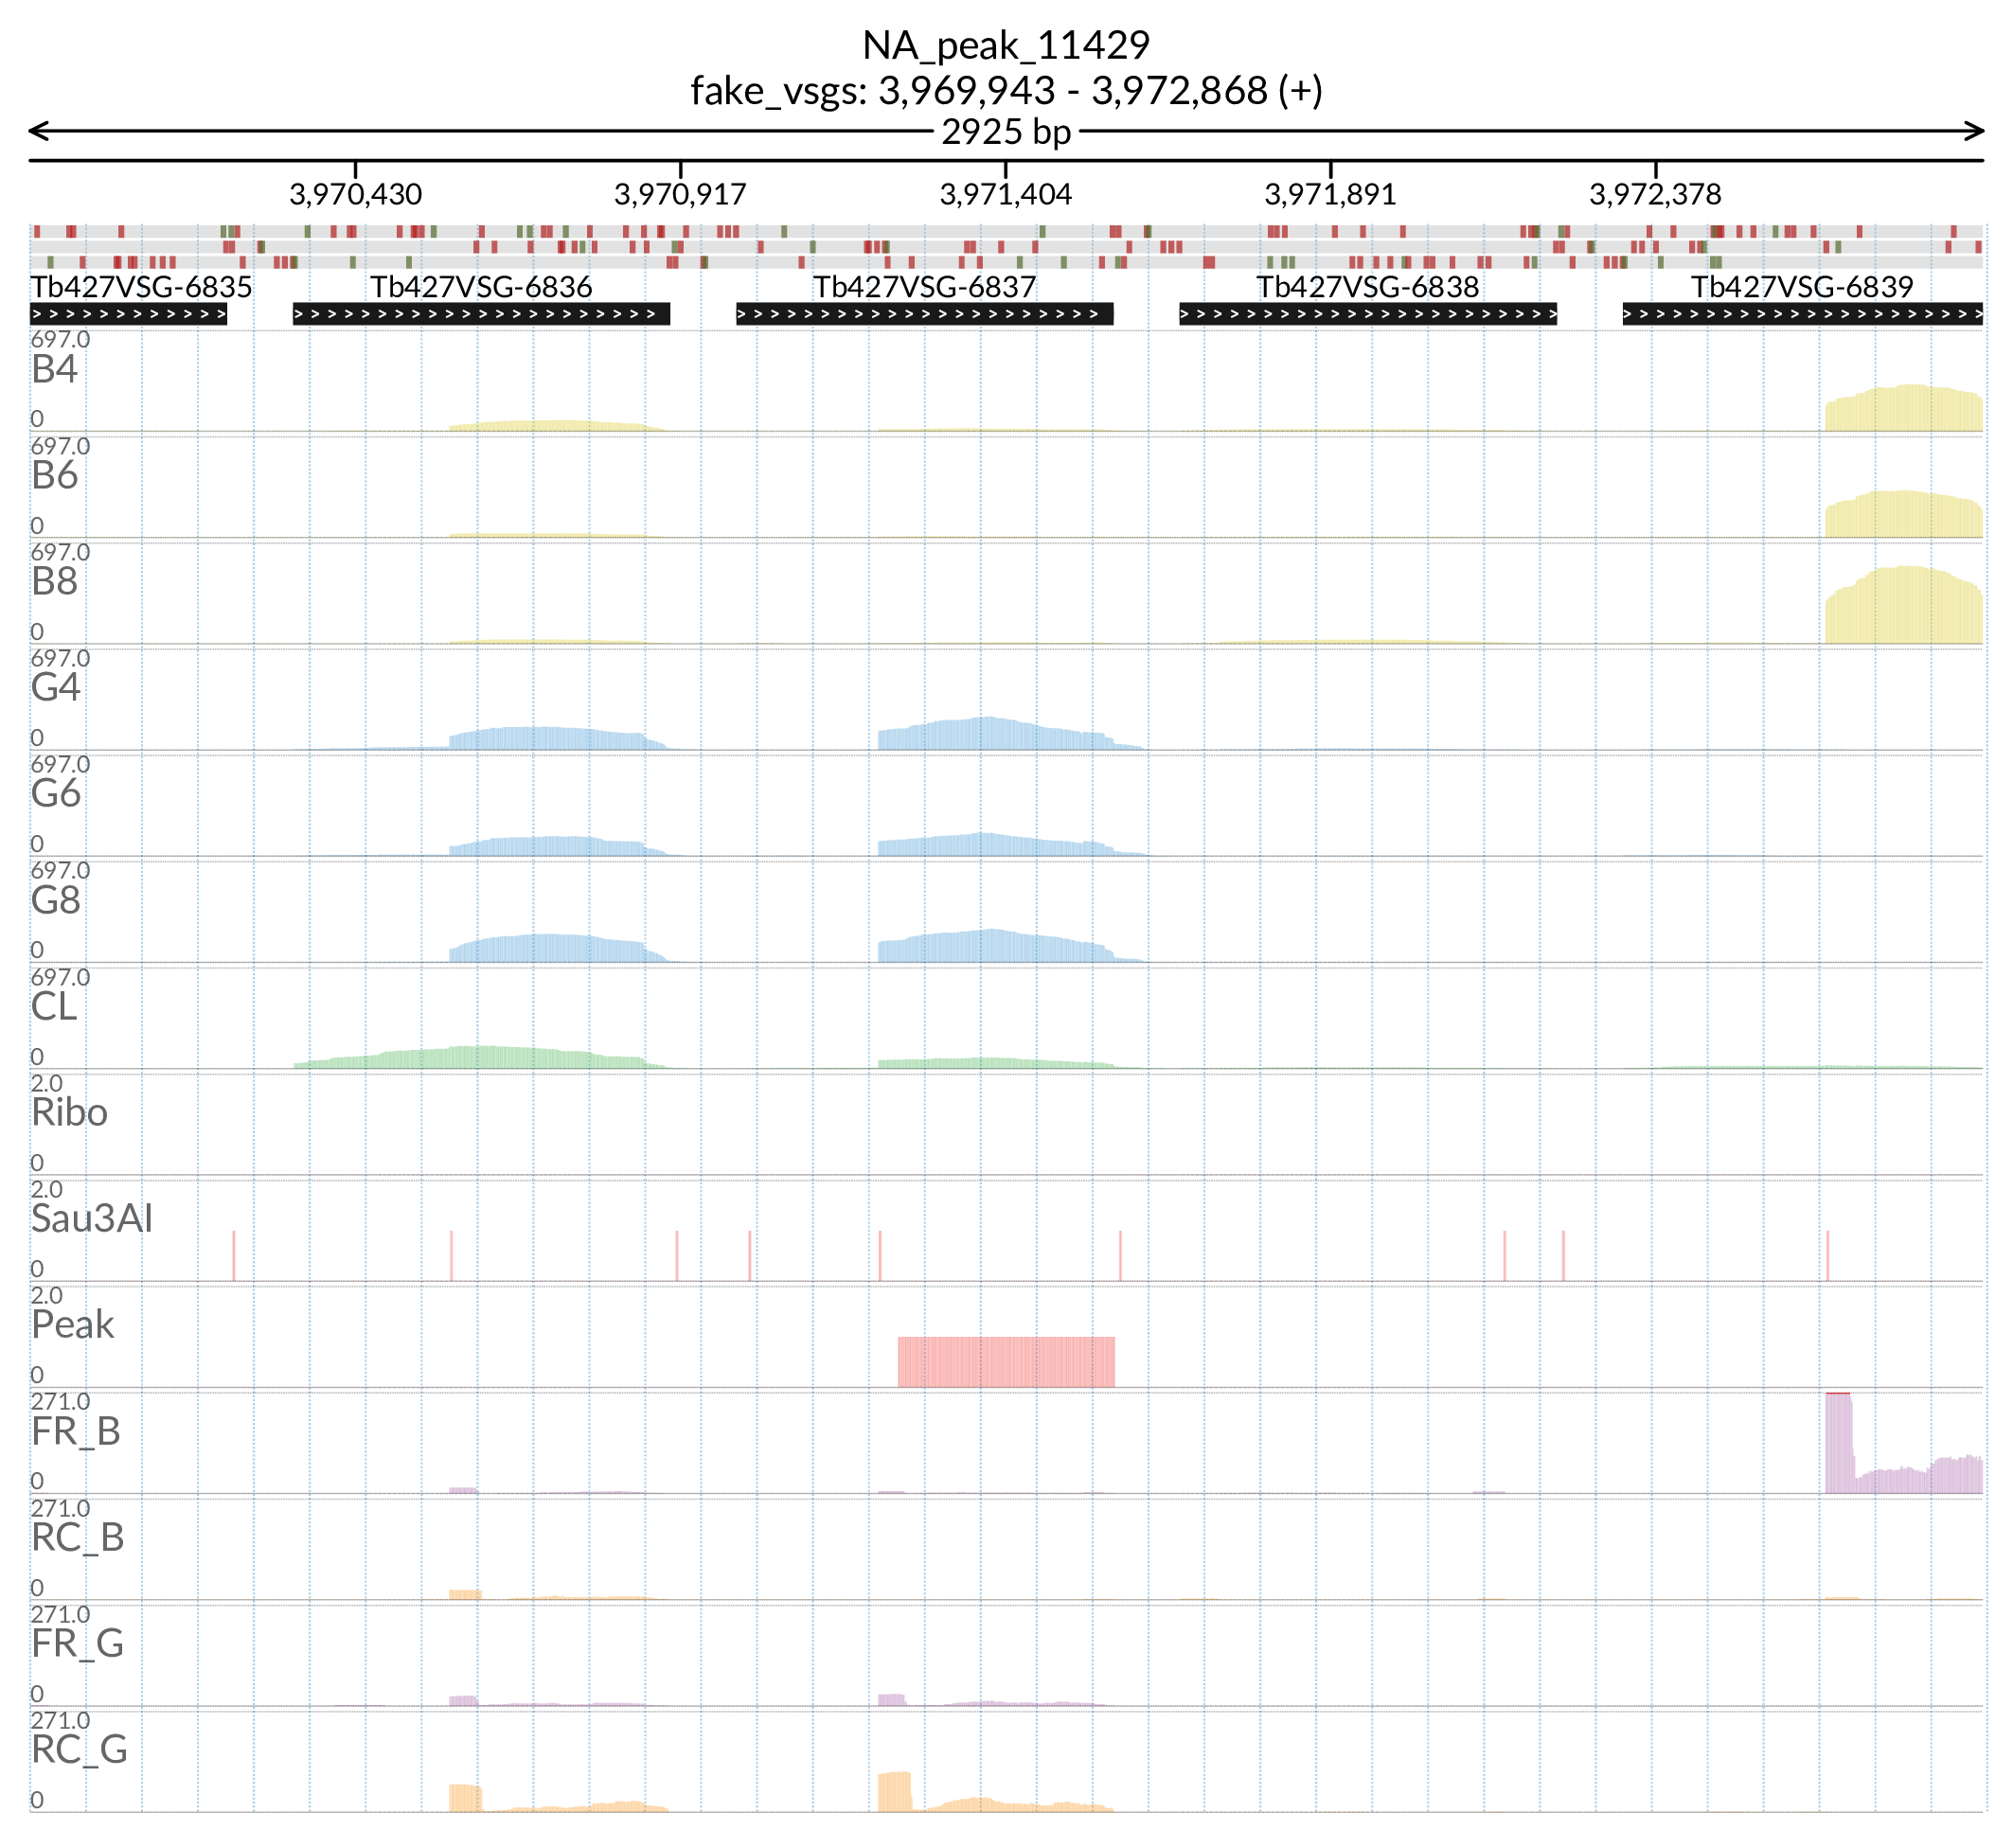 NA_peak_11429
fake_vsgs: 3,969,943 - 3,972,868 (+)
2925 bp
3,970,430 3,970,917 3,971,404 3,971,891 3,972,378
Tb427VSG-6835 Tb427VSG-6836 Tb427VSG-6837 Tb427VSG-6838 Tb427VSG-6839
697.0
B4
0
697.0
B6
0
697.0
B8
0
697.0
G4
0
697.0
G6
0
697.0
G8
0
697.0
CL
0
2.0
Ribo
0
2.0
Sau3AI
0
2.0
Peak
0
271.0
FR_B
0
271.0
RC_B
0
271.0
FR_G
0
271.0
RC_G
0